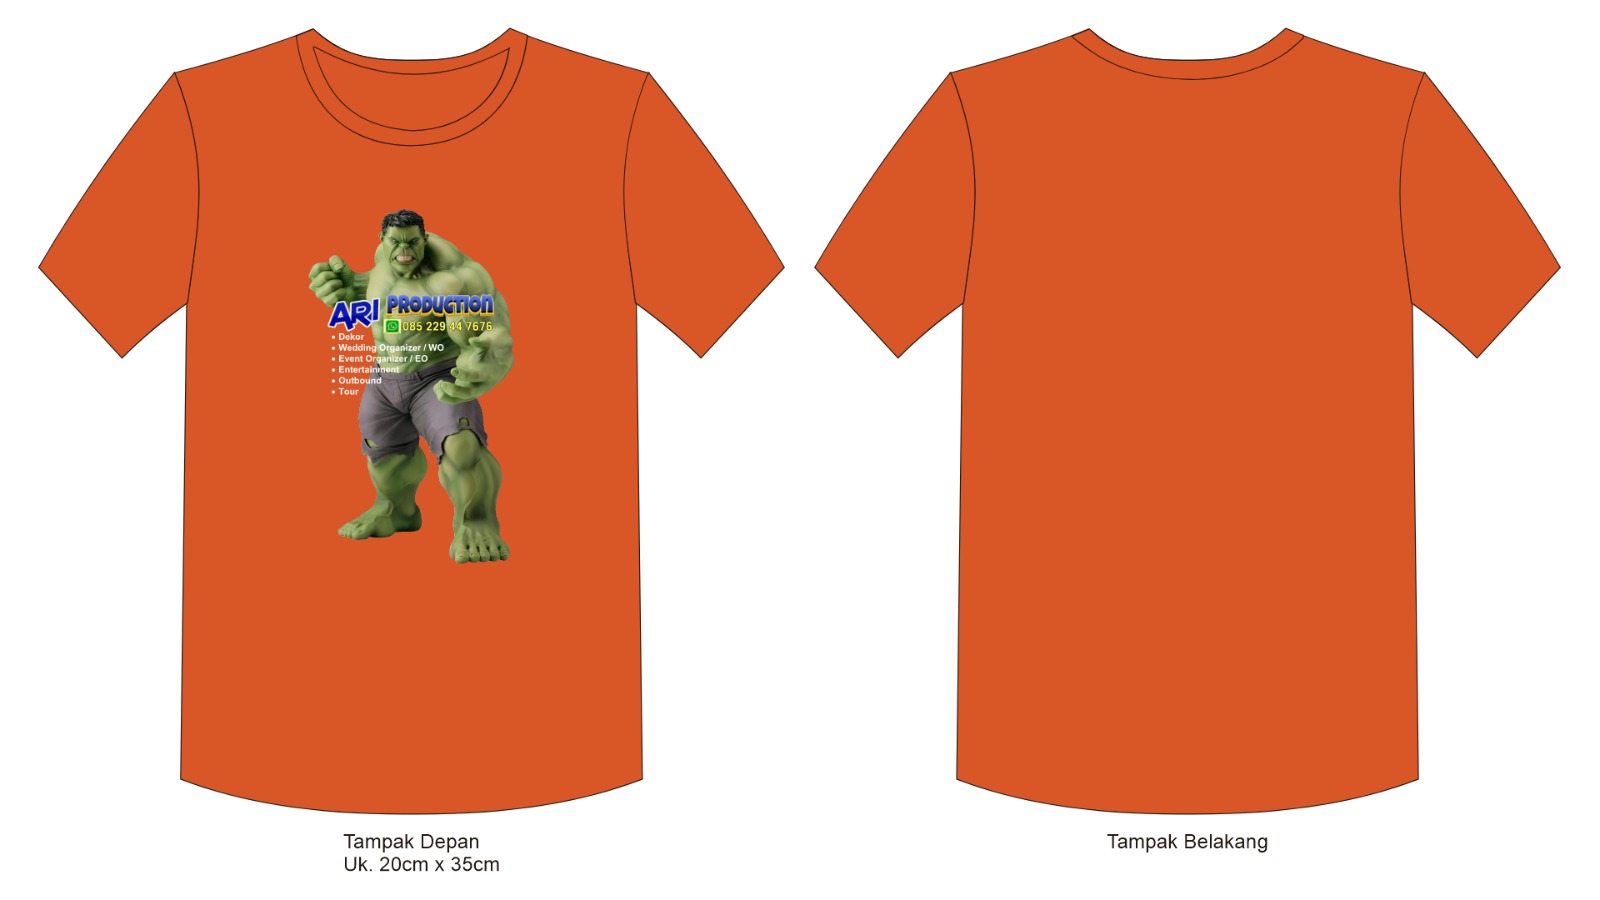 ARI PRODUCTION
085 229 44 7676
• Dekor
• Wedding Organizer / WO
• Event Organizer / EO
• Entertainment
• Outbound
• Tour
Tampak Depan
Uk. 20cm x 35cm
Tampak Belakang